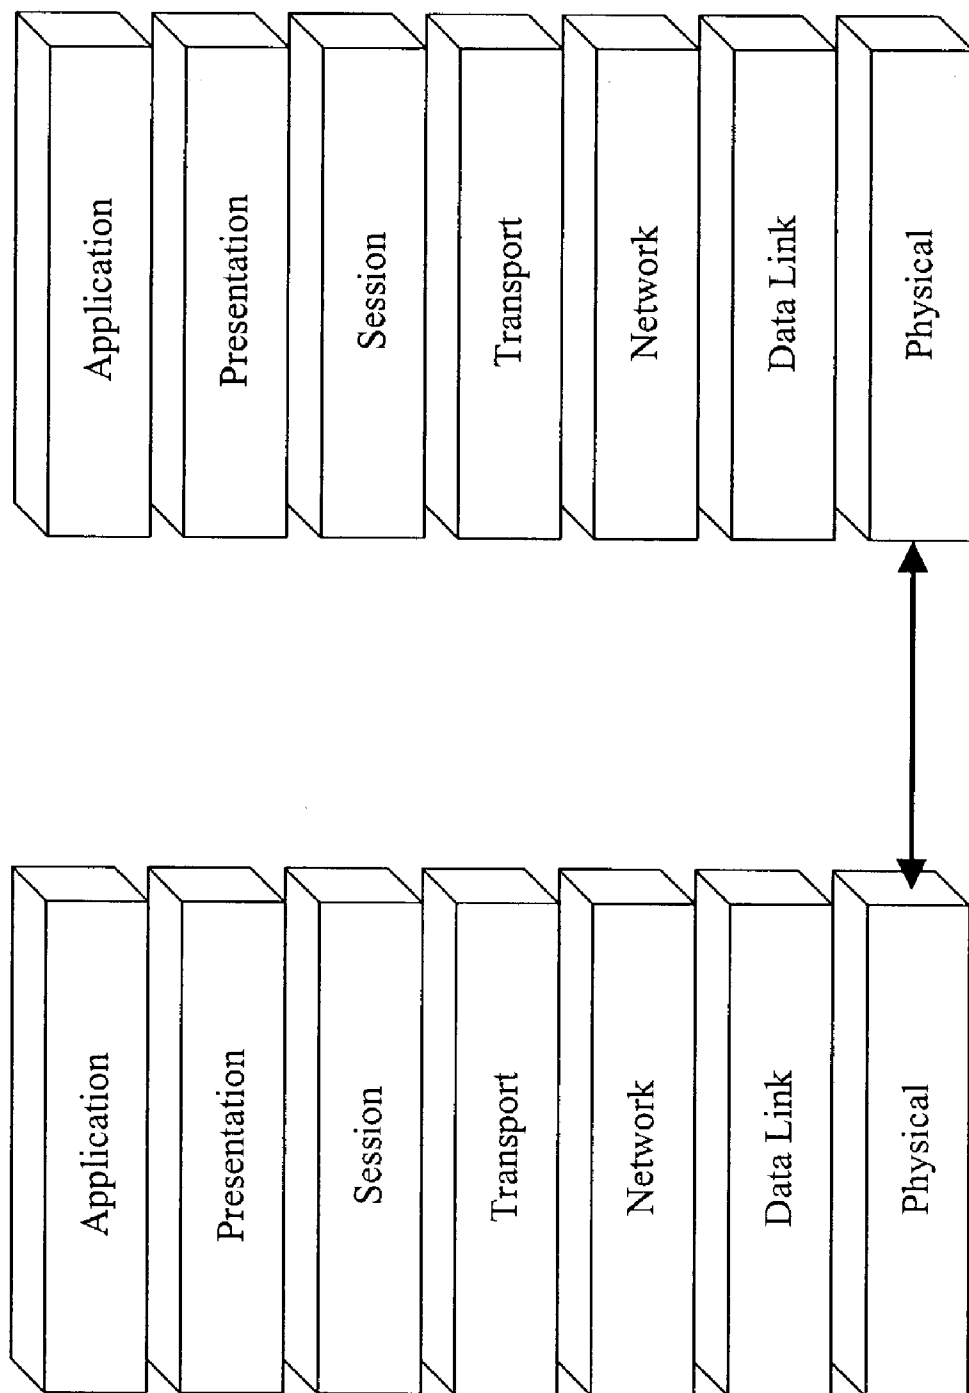 Application
Presentation
Session
Transport
Network
Data Link
Physical
Application
Presentation
Session
Transport
Network
Data Link
Physical